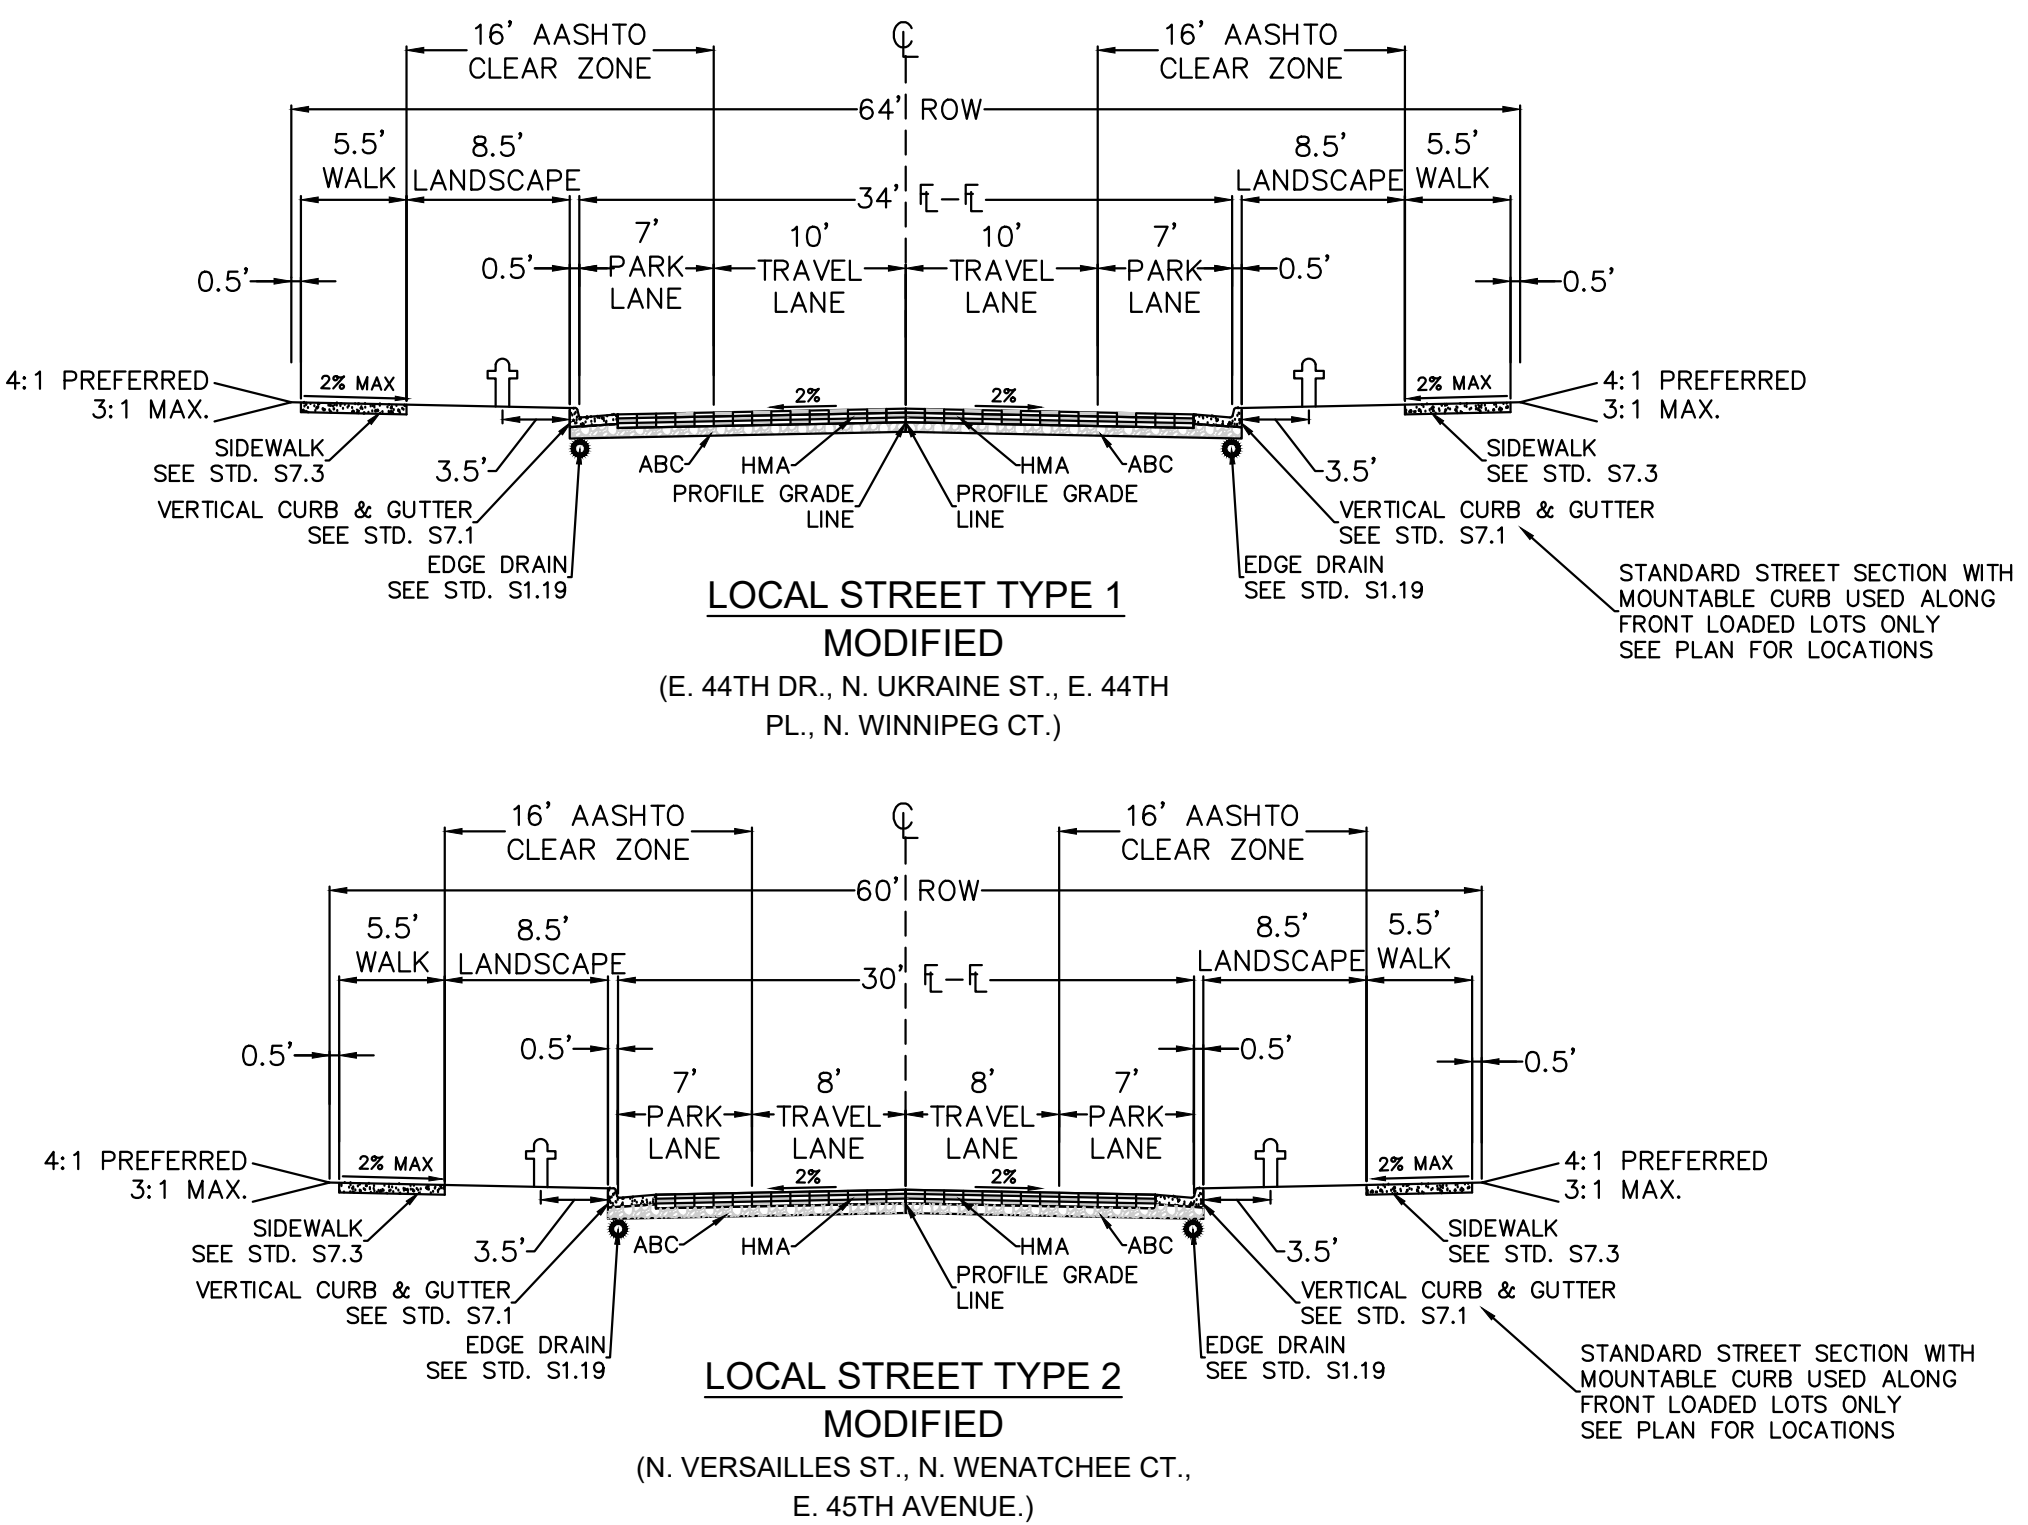 16' AASHTO
CLEAR ZONE
℄
16' AASHTO
CLEAR ZONE
64' ROW
5.5'
WALK
8.5'
LANDSCAPE
34' FL-FL
8.5'
LANDSCAPE
5.5'
WALK
0.5'
0.5'
7'
PARK
LANE
10'
TRAVEL
LANE
10'
TRAVEL
LANE
7'
PARK
LANE
0.5'
0.5'
4:1 PREFERRED
3:1 MAX.
2% MAX
2%
2%
2% MAX
4:1 PREFERRED
3:1 MAX.
SIDEWALK
SEE STD. S7.3
3.5'
ABC
HMA
HMA
ABC
3.5'
SIDEWALK
SEE STD. S7.3
VERTICAL CURB & GUTTER
SEE STD. S7.1
PROFILE GRADE
LINE
PROFILE GRADE
LINE
VERTICAL CURB & GUTTER
SEE STD. S7.1
EDGE DRAIN
SEE STD. S1.19
EDGE DRAIN
SEE STD. S1.19
STANDARD STREET SECTION WITH
MOUNTABLE CURB USED ALONG
FRONT LOADED LOTS ONLY
SEE PLAN FOR LOCATIONS
LOCAL STREET TYPE 1
MODIFIED
(E. 44TH DR., N. UKRAINE ST., E. 44TH
PL., N. WINNIPEG CT.)
16' AASHTO
CLEAR ZONE
℄
16' AASHTO
CLEAR ZONE
60' ROW
5.5'
WALK
8.5'
LANDSCAPE
30' FL-FL
8.5'
LANDSCAPE
5.5'
WALK
0.5'
0.5'
7'
PARK
LANE
8'
TRAVEL
LANE
8'
TRAVEL
LANE
7'
PARK
LANE
0.5'
0.5'
4:1 PREFERRED
3:1 MAX.
2% MAX
2%
2%
2% MAX
4:1 PREFERRED
3:1 MAX.
SIDEWALK
SEE STD. S7.3
3.5'
ABC
HMA
HMA
ABC
3.5'
SIDEWALK
SEE STD. S7.3
VERTICAL CURB & GUTTER
SEE STD. S7.1
PROFILE GRADE
LINE
VERTICAL CURB & GUTTER
SEE STD. S7.1
EDGE DRAIN
SEE STD. S1.19
EDGE DRAIN
SEE STD. S1.19
STANDARD STREET SECTION WITH
MOUNTABLE CURB USED ALONG
FRONT LOADED LOTS ONLY
SEE PLAN FOR LOCATIONS
LOCAL STREET TYPE 2
MODIFIED
(N. VERSAILLES ST., N. WENATCHEE CT.,
E. 45TH AVENUE.)